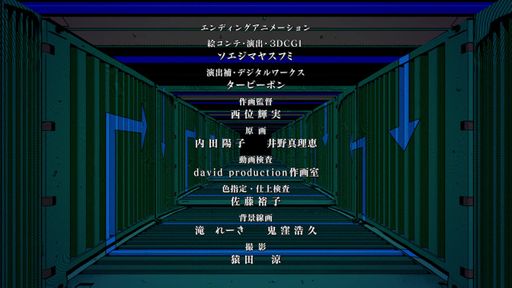 エンディングアニメーション
絵コンテ・演出・3DCGI
ソエジマヤスフミ
演出補・デジタルワークス
ターピーボン
作画監督
西位輝実
原 画
内田陽子 井野真理恵
動画検査
david production作画室
色指定・仕上検査
佐藤裕子
背景線画
滝 れーき 鬼窪浩久
撮 影
猿田 涼